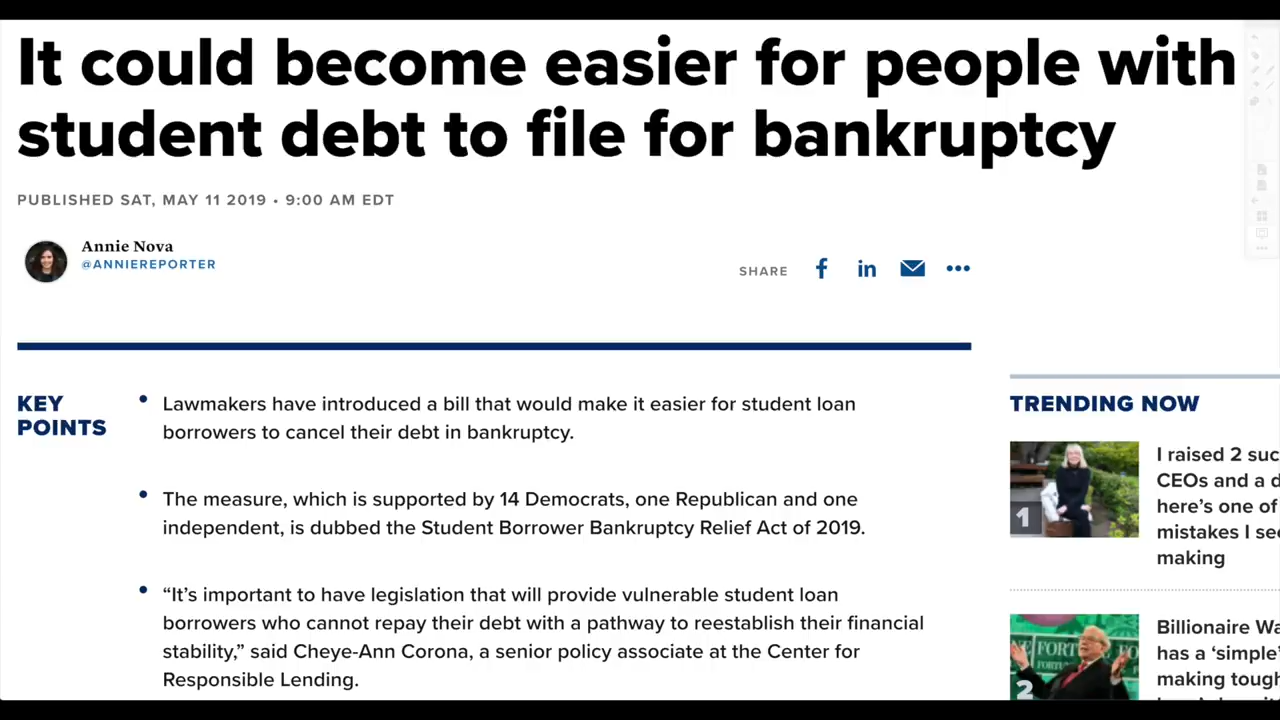 It could become easier for people with
student debt to file for bankruptcy
PUBLISHED SAT, MAY 11 2019 • 9:00 AM EDT
Annie Nova
@ANNIEREPORTER
SHARE
KEY
POINTS
• Lawmakers have introduced a bill that would make it easier for student loan
borrowers to cancel their debt in bankruptcy.
• The measure, which is supported by 14 Democrats, one Republican and one
independent, is dubbed the Student Borrower Bankruptcy Relief Act of 2019.
• “It’s important to have legislation that will provide vulnerable student loan
borrowers who cannot repay their debt with a pathway to reestablish their financial
stability,” said Cheye-Ann Corona, a senior policy associate at the Center for
Responsible Lending.
TRENDING NOW
1
I raised 2 suc
CEOs and a d
here’s one of
mistakes I see
making
2
FORT
Billionaire Wa
has a ‘simple’
making tough